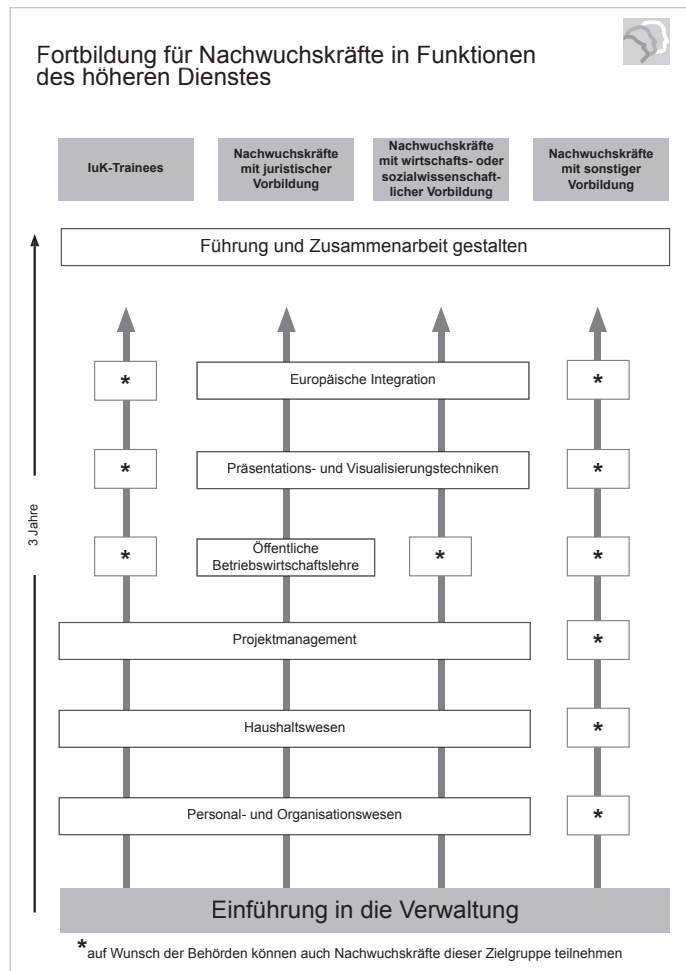 Fortbildung für Nachwuchskräfte in Funktionen
des höheren Dienstes
IuK-Trainees
Nachwuchskräfte
mit juristischer
Vorbildung
Nachwuchskräfte
mit wirtschafts- oder
sozialwissenschaft-
licher Vorbildung
Nachwuchskräfte
mit sonstiger
Vorbildung
Führung und Zusammenarbeit gestalten
* Europäische Integration *
* Präsentations- und Visualisierungstechniken *
3 Jahre
*
Öffentliche
Betriebswirtschaftslehre
* *
Projektmanagement *
Haushaltswesen *
Personal- und Organisationswesen *
Einführung in die Verwaltung
*auf Wunsch der Behörden können auch Nachwuchskräfte dieser Zielgruppe teilnehmen